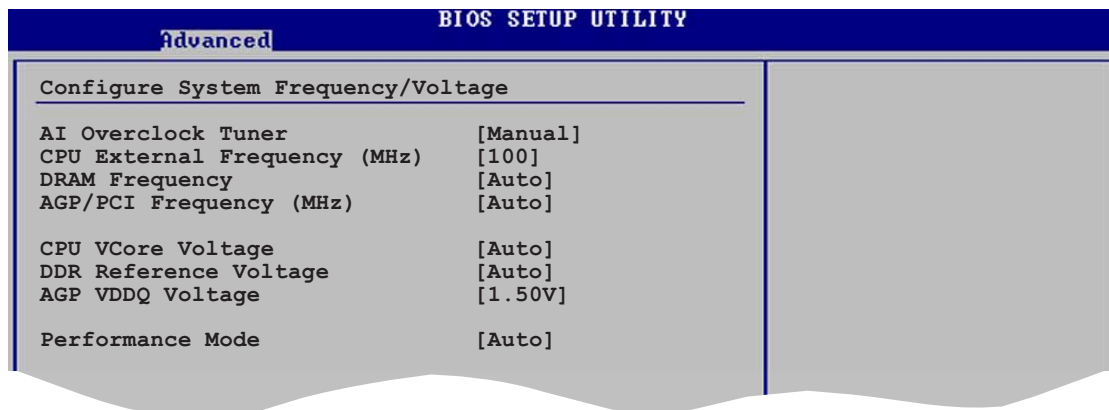 BIOS SETUP UTILITY
Advanced
Configure System Frequency/Voltage
AI Overclock Tuner [Manual]
CPU External Frequency (MHz) [100]
DRAM Frequency [Auto]
AGP/PCI Frequency (MHz) [Auto]
CPU VCore Voltage [Auto]
DDR Reference Voltage [Auto]
AGP VDDQ Voltage [1.50V]
Performance Mode [Auto]